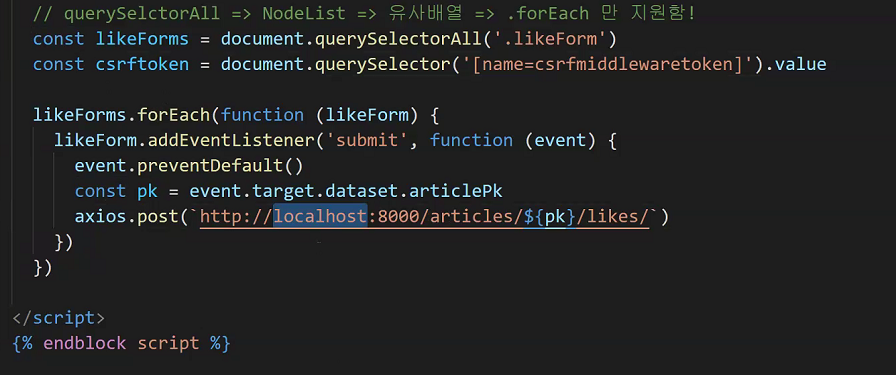 // querySelctorAll => NodeList => 유사배열 => .forEach 만 지원함!
const likeForms = document.querySelectorAll('.likeForm')
const csrftoken = document.querySelector('[name=csrfmiddlewaretoken]').value
likeForms.forEach(function (likeForm) {
likeForm.addEventListener('submit', function (event) {
event.preventDefault()
const pk = event.target.dataset.articlePk
axios.post(`http://localhost:8000/articles/${pk}/likes/`)
})
})
</script>
{% endblock script %}